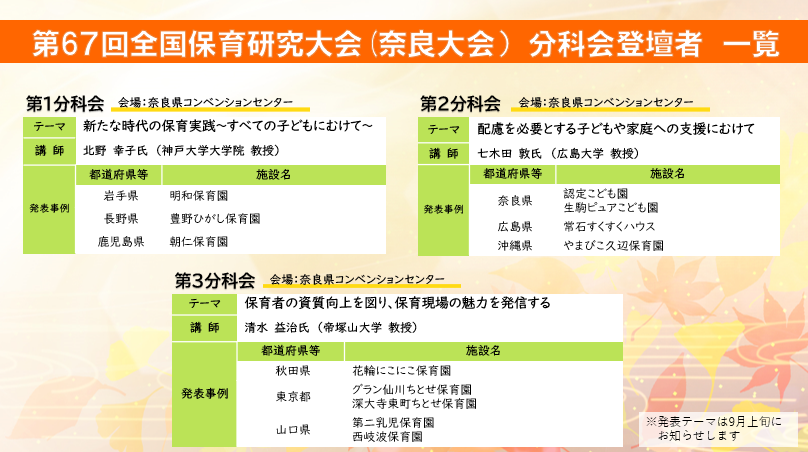 第67回全国保育研究大会(奈良大会) 分科会登壇者 一覧
第1分科会 会場:奈良県コンベンションセンター
テーマ 新たな時代の保育実践~すべての子どもにむけて~
講 師 北野 幸子氏 (神戸大学大学院 教授)
発表事例
都道府県等 施設名
岩手県 明和保育園
長野県 豊野ひがし保育園
鹿児島県 朝仁保育園
第2分科会 会場:奈良県コンベンションセンター
テーマ 配慮を必要とする子どもや家庭への支援にむけて
講 師 七木田 敦氏 (広島大学 教授)
発表事例
都道府県等 施設名
奈良県 認定こども園
生駒ピュアこども園
広島県 常石すくすくハウス
沖縄県 やまびこ久辺保育園
第3分科会 会場:奈良県コンベンションセンター
テーマ 保育者の資質向上を図り、保育現場の魅力を発信する
講 師 清水 益治氏 (帝塚山大学 教授)
発表事例
都道府県等 施設名
秋田県 花輪にこにこ保育園
東京都 グラン仙川ちとせ保育園
深大寺東町ちとせ保育園
山口県 第二乳児保育園
西岐波保育園
※発表テーマは9月上旬に
お知らせします